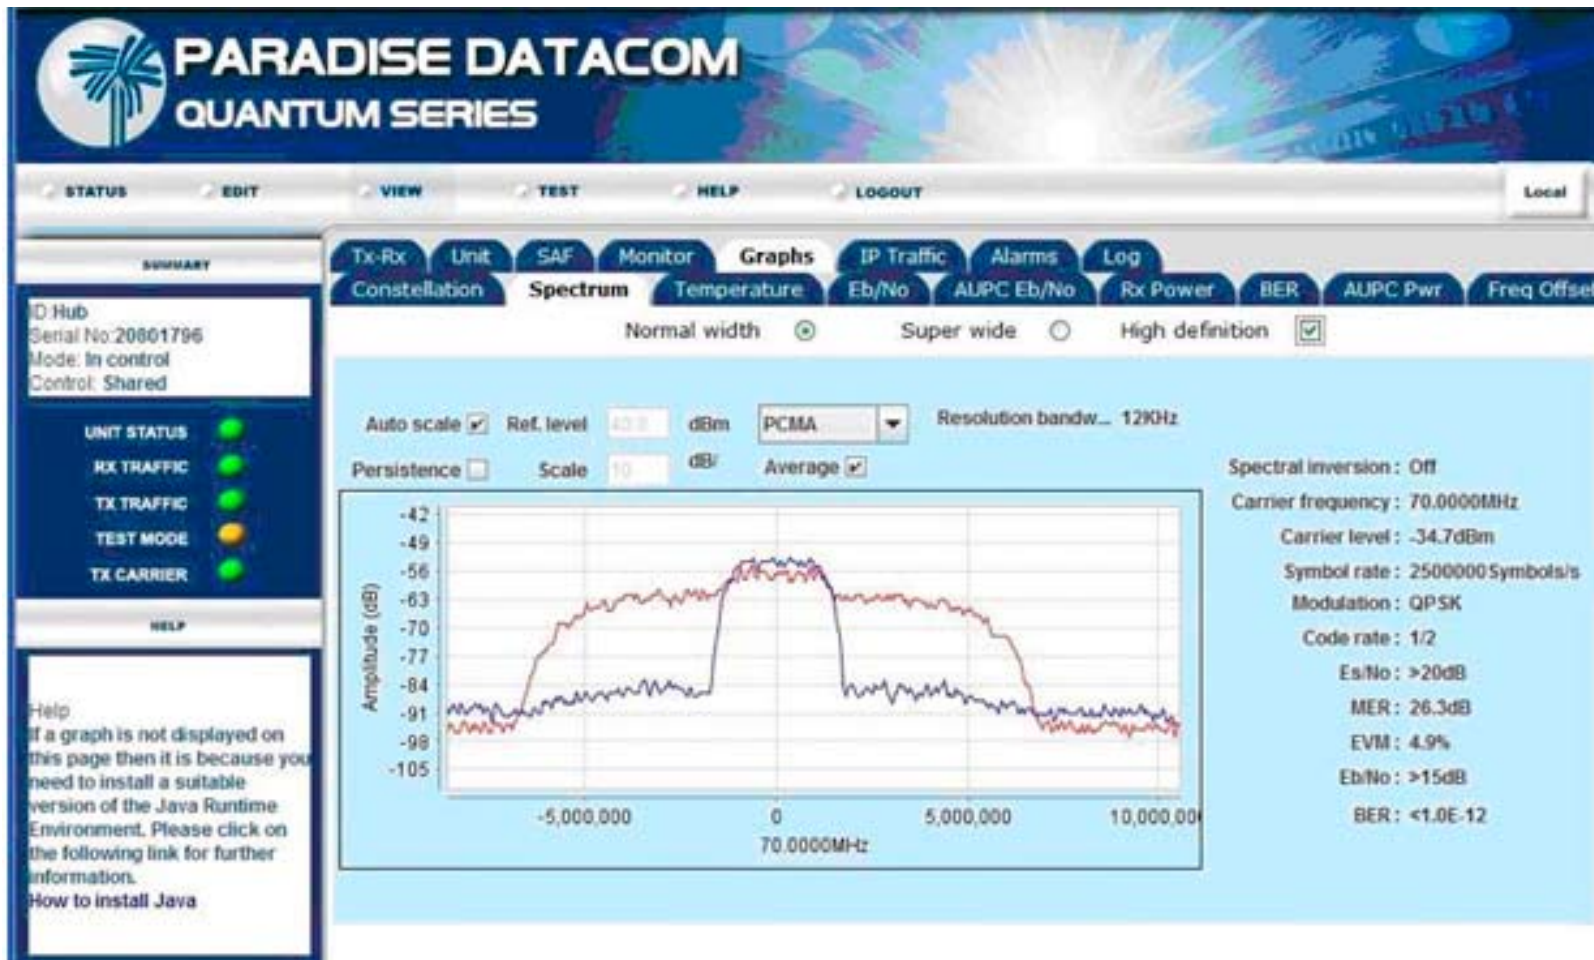 PARADISE DATACOM
QUANTUM SERIES
STATUS EDIT VIEW TEST HELP LOGOUT Local
SUMMARY
ID:Hub
Serial No:20801796
Mode: In control
Control: Shared
UNIT STATUS
RX TRAFFIC
TX TRAFFIC
TEST MODE
TX CARRIER
HELP
Help
If a graph is not displayed on
this page then it is because you
need to install a suitable
version of the Java Runtime
Environment. Please click on
the following link for further
information.
How to install Java
Tx-Rx Unit SAF Monitor Graphs IP Traffic Alarms Log
Constellation Spectrum Temperature Eb/No AUPC Eb/No Rx Power BER AUPC Pwr Freq Offset
Normal width Super wide High definition
Auto scale Ref. level dBm PCMA Resolution bandw... 12KHz
Persistence Scale 10 dB/ Average
Amplitude (dB)
-42
-49
-56
-63
-70
-77
-84
-91
-98
-105
-5,000,000 0 5,000,000 10,000,00
70.0000MHz
Spectral inversion: Off
Carrier frequency: 70.0000MHz
Carrier level: -34.7dBm
Symbol rate: 2500000Symbols/s
Modulation: QPSK
Code rate: 1/2
Es/No: >20dB
MER: 26.3dB
EVM: 4.9%
Eb/No: >15dB
BER: <1.0E-12